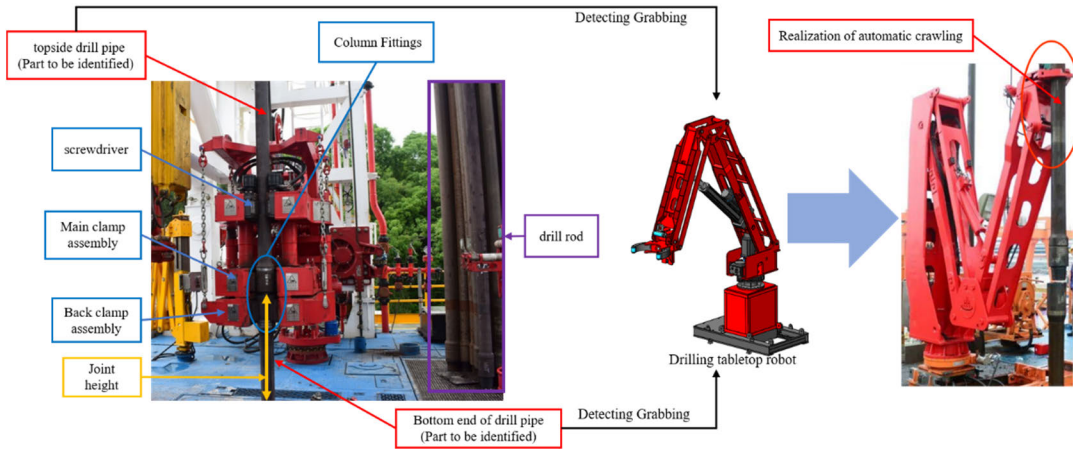 topside drill pipe
(Part to be identified)
Column Fittings
screwdriver
Main clamp
assembly
Back clamp
assembly
Joint
height
Bottom end of drill pipe
(Part to be identified)
drill rod
Detecting Grabbing
Drilling tabletop robot
Detecting Grabbing
Realization of automatic crawling